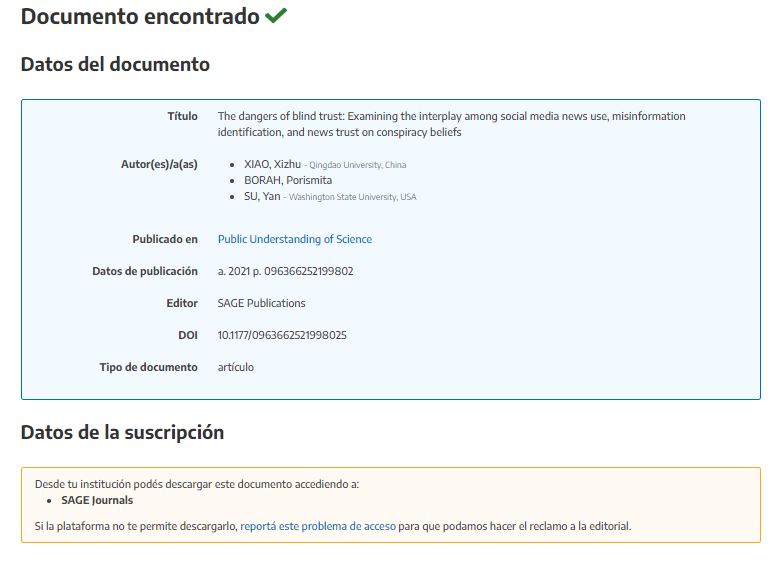 Documento encontrado
Datos del documento
Título The dangers of blind trust: Examining the interplay among social media news use, misinformation
identification, and news trust on conspiracy beliefs
Autor(es)/a(as) • XIAO, Xizhu - Qingdao University, China
• BORAH, Porismita
• SU, Yan - Washington State University, USA
Publicado en Public Understanding of Science
Datos de publicación a. 2021 p. 096366252199802
Editor SAGE Publications
DOI 10.1177/0963662521998025
Tipo de documento artículo
Datos de la suscripción
Desde tu institución podés descargar este documento accediendo a:
• SAGE Journals
Si la plataforma no te permite descargarlo, reportá este problema de acceso para que podamos hacer el reclamo a la editorial.